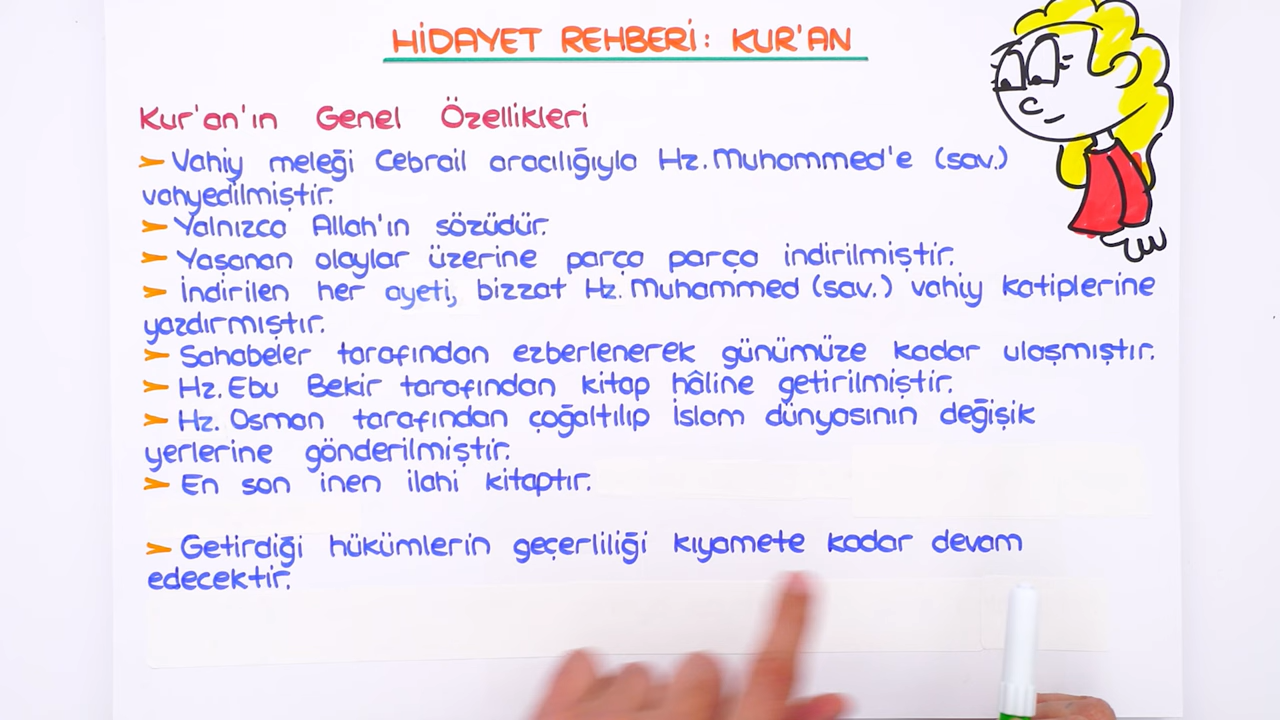 HİDAYET REHBERİ: KUR'AN
Kur'an'ın Genel Özellikleri
➤ Vahiy meleği Cebrail aracılığıyla Hz. Muhammed'e (sav.)
vahyedilmiştir.
➤ Yalnızca Allah'ın sözüdür.
➤ Yaşanan olaylar üzerine parça parça indirilmiştir.
➤ İndirilen her ayeti, bizzat Hz. Muhammed (sav.) vahiy katiplerine
yazdırmıştır.
➤ Sahabeler tarafından ezberlenerek günümüze kadar ulaşmıştır.
➤ Hz. Ebu Bekir tarafından kitap hâline getirilmiştir.
➤ Hz. Osman tarafından çoğaltılıp İslam dünyasının değişik
yerlerine gönderilmiştir.
➤ En son inen ilahi kitaptır.
➤ Getirdiği hükümlerin geçerliliği kıyamete kadar devam
edecektir.